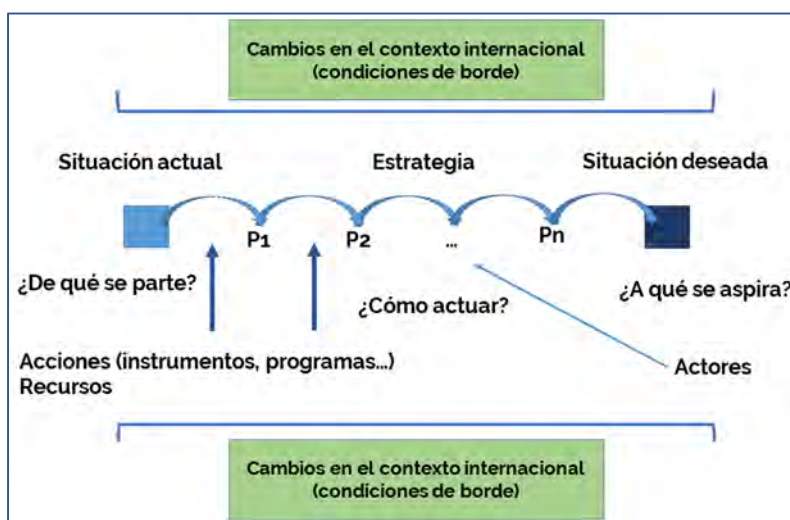 Cambios en el contexto internacional
(condiciones de borde)
Situación actual
Estrategia
Situación deseada
P1
P2
...
Pn
¿De qué se parte?
¿Cómo actuar?
¿A qué se aspira?
Acciones (instrumentos, programas...)
Recursos
Actores
Cambios en el contexto internacional
(condiciones de borde)